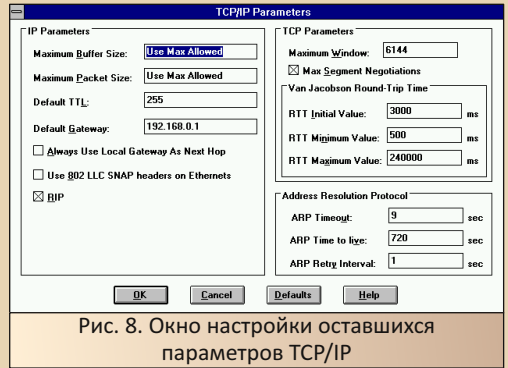 TCP/IP Parameters
IP Parameters
Maximum Buffer Size: Use Max Allowed
Maximum Packet Size: Use Max Allowed
Default TTL: 255
Default Gateway: 192.168.0.1
Always Use Local Gateway As Next Hop
Use 802 LLC SNAP headers on Ethernets
RIP
TCP Parameters
Maximum Window: 6144
Max Segment Negotiations
Van Jacobson Round-Trip Time
RTT Initial Value: 3000 ms
RTT Minimum Value: 500 ms
RTT Maximum Value: 240000 ms
Address Resolution Protocol
ARP Timeout: 9 sec
ARP Time to live: 720 sec
ARP Retry Interval: 1 sec
OK Cancel Defaults Help
Рис. 8. Окно настройки оставшихся
параметров TCP/IP